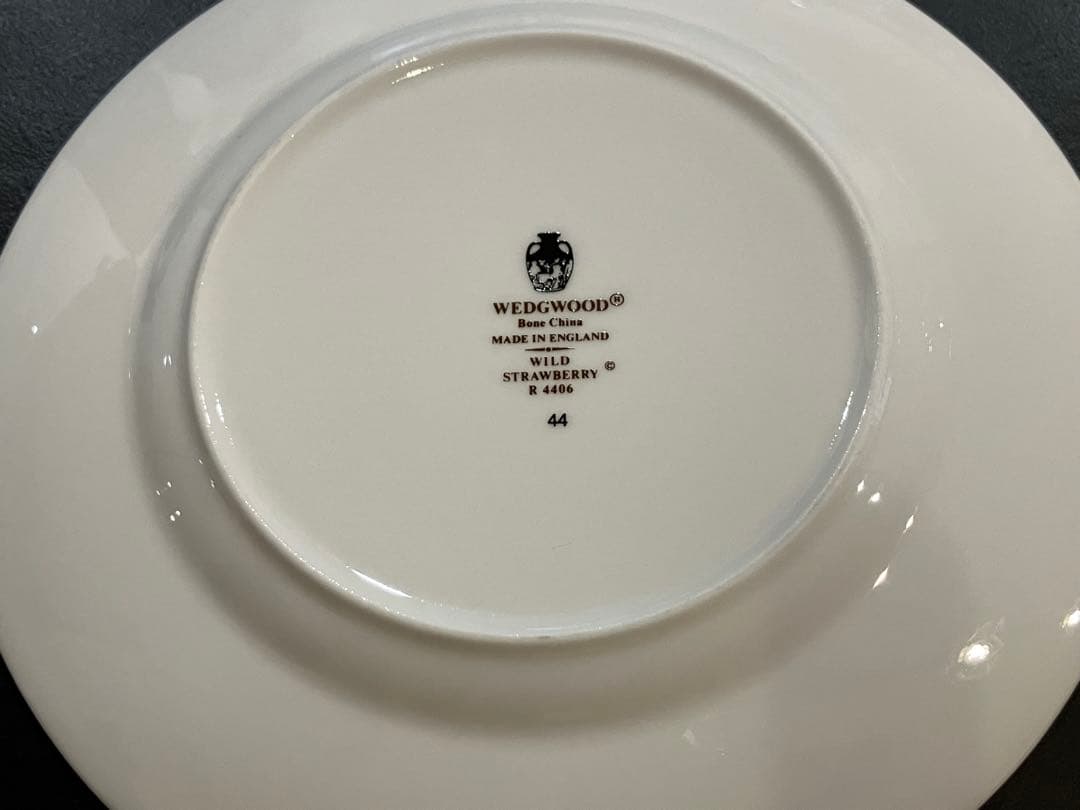 WEDGWOOD®
Bone China
MADE IN ENGLAND
WILD
STRAWBERRY ©
R 4406
44